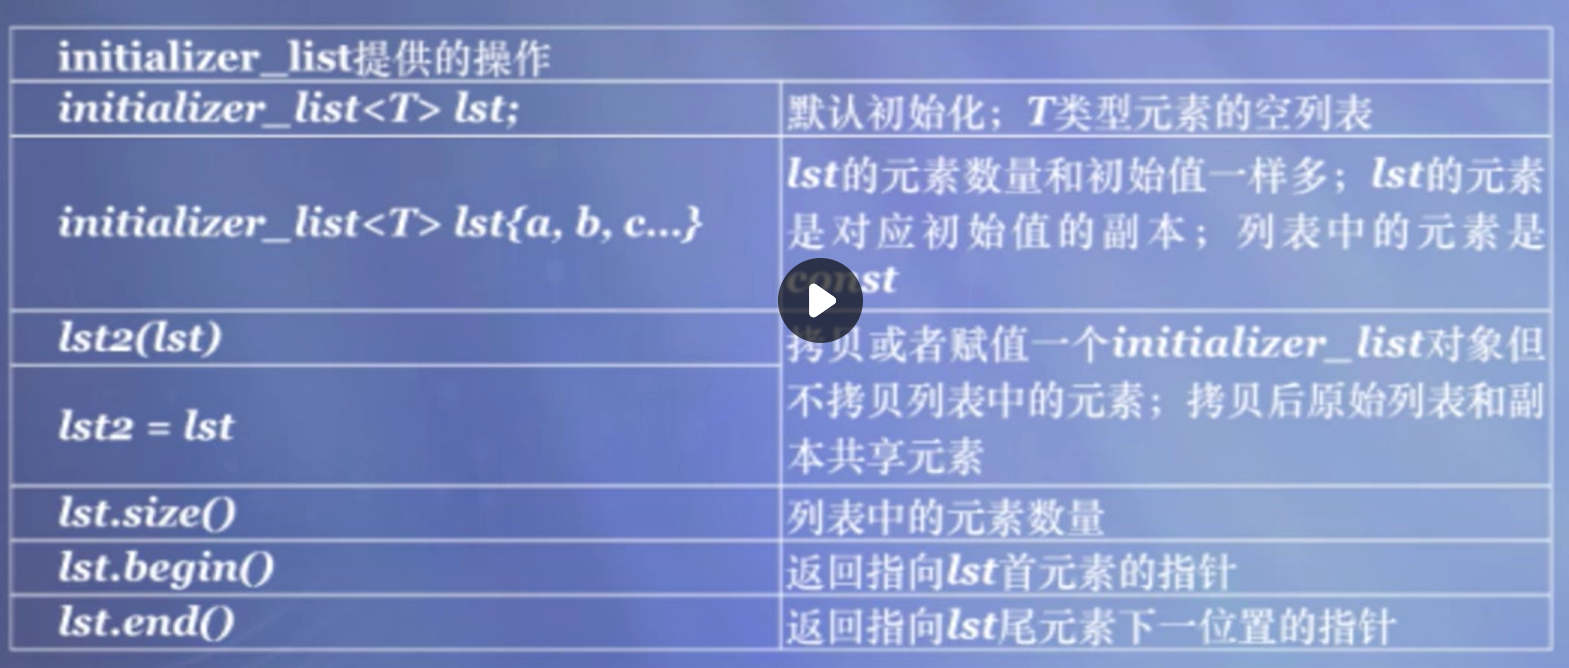 initializer_list提供的操作
initializer_list<T> lst;
默认初始化；T类型元素的空列表
initializer_list<T> lst{a, b, c...}
lst的元素数量和初始值一样多；lst的元素
是对应初始值的副本；列表中的元素是
const
lst2(lst)
lst2 = lst
拷贝或者赋值一个initializer_list对象但
不拷贝列表中的元素；拷贝后原始列表和副
本共享元素
lst.size()
列表中的元素数量
lst.begin()
返回指向lst首元素的指针
lst.end()
返回指向lst尾元素下一位置的指针